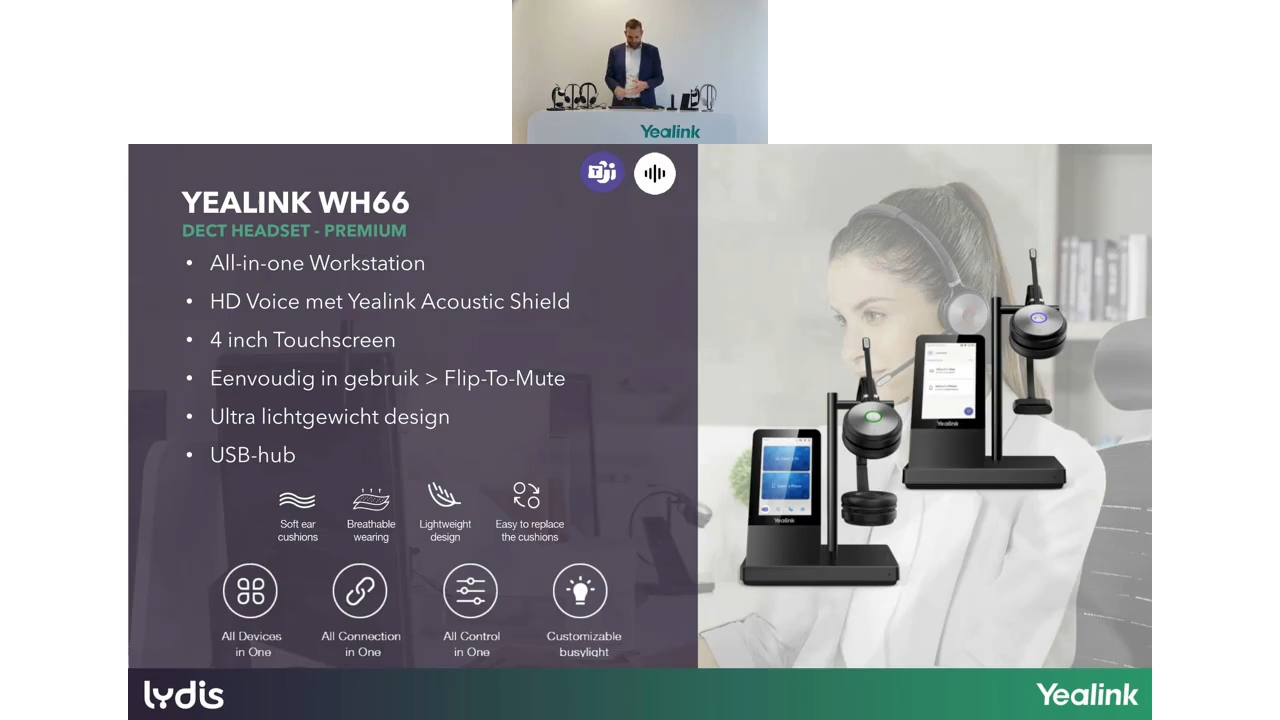 Yealink
YEALINK WH66
DECT HEADSET - PREMIUM
• All-in-one Workstation
• HD Voice met Yealink Acoustic Shield
• 4 inch Touchscreen
• Eenvoudig in gebruik > Flip-To-Mute
• Ultra lichtgewicht design
• USB-hub
Soft ear
cushions
Breathable
wearing
Lightweight
design
Easy to replace
the cushions
All Devices
in One
All Connection
in One
All Control
in One
Customizable
busylight
Yealink
Yealink
lydis
Yealink